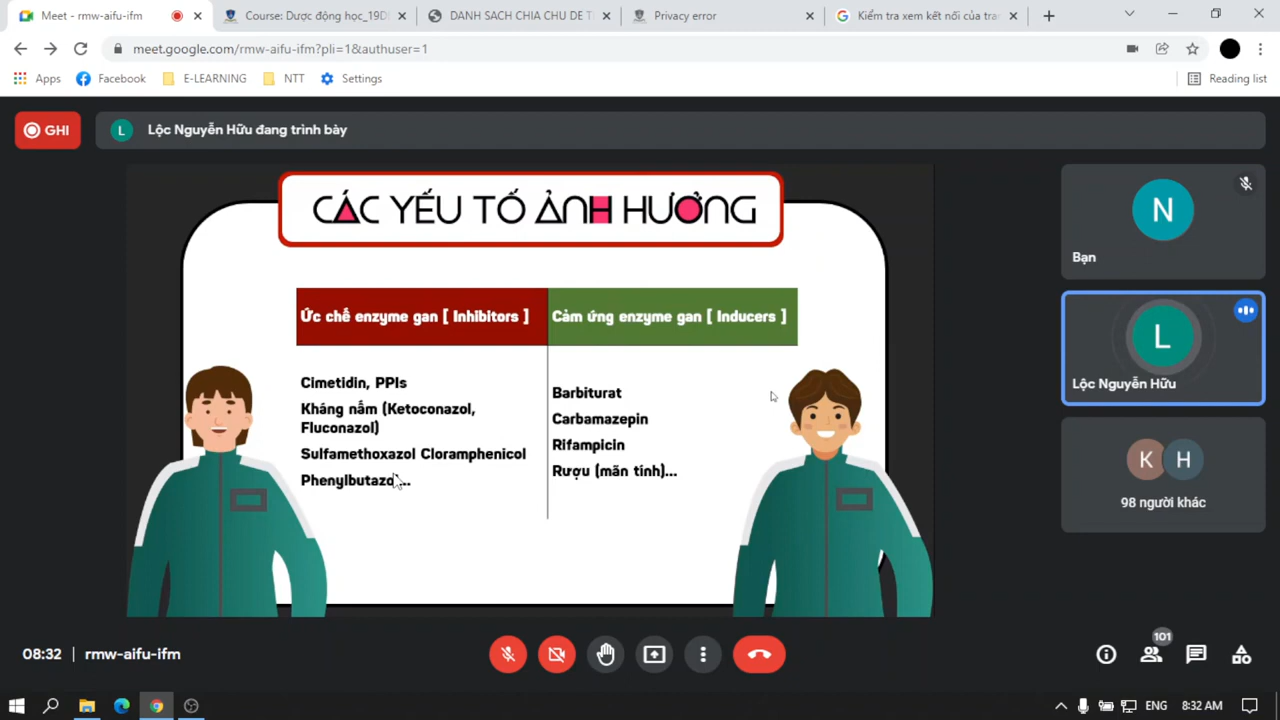 Meet - rmw-aifu-ifm
Course: Dược động học_19D
DANH SACH CHIA CHU DE T
Privacy error
Kiểm tra xem kết nối của tra
meet.google.com/rmw-aifu-ifm?pli=1&authuser=1
Apps
Facebook
E-LEARNING
NTT
Settings
Reading list
GHI
L
Lộc Nguyễn Hữu đang trình bày
CÁC YẾU TỐ ẢNH HƯỞNG
Ức chế enzyme gan [ Inhibitors ]
Cảm ứng enzyme gan [ Inducers ]
Cimetidin, PPIs
Kháng nấm (Ketoconazol,
Fluconazol)
Sulfamethoxazol Cloramphenicol
Barbiturat
Carbamazepin
Rifampicin
Rượu (mãn tính)...
N
Bạn
L
Lộc Nguyễn Hữu
K
H
98 người khác
08:32 | rmw-aifu-ifm
101
ENG
8:32 AM